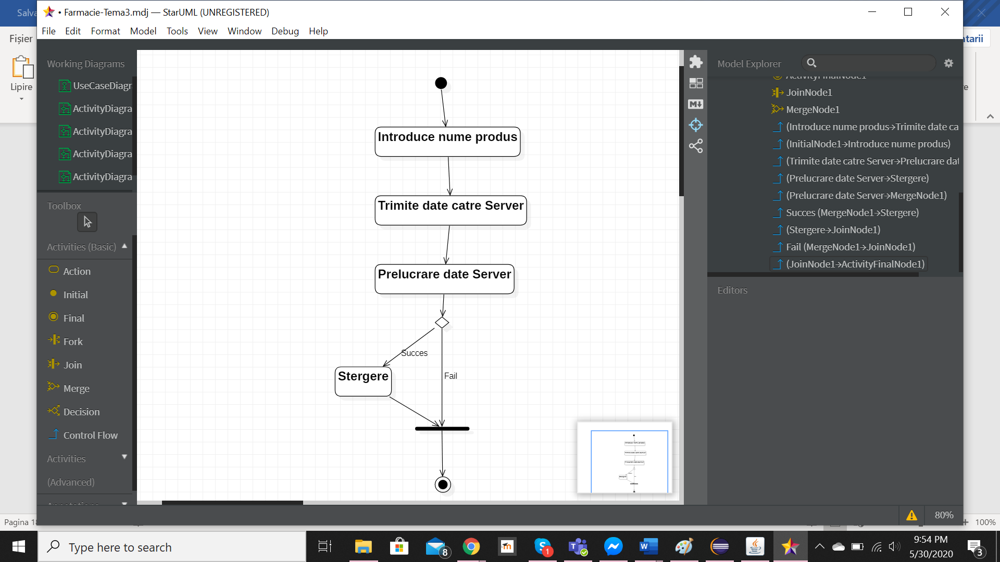 Salva
• Farmacie-Tema3.mdj — StarUML (UNREGISTERED)
File Edit Format Model Tools View Window Debug Help
Fișier
Lipire
Working Diagrams
UseCaseDiagr
ActivityDiagra
ActivityDiagra
ActivityDiagra
ActivityDiagra
Toolbox
Activities (Basic)
Action
Initial
Final
Fork
Join
Merge
Decision
Control Flow
Activities
(Advanced)
Annotations
Introduce nume produs
Trimite date catre Server
Prelucrare date Server
Succes
Fail
Stergere
Model Explorer
ActivityFinalNode1
JoinNode1
MergeNode1
(Introduce nume produs→Trimite date ca
(InitialNode1→Introduce nume produs)
(Trimite date catre Server→Prelucrare dat
(Prelucrare date Server→Stergere)
(Prelucrare date Server→MergeNode1)
Succes (MergeNode1→Stergere)
(Stergere→JoinNode1)
Fail (MergeNode1→JoinNode1)
(JoinNode1→ActivityFinalNode1)
Editors
80%
ntarii
e
Pagina 18
100%
Type here to search
8
1
9:54 PM
5/30/2020
3